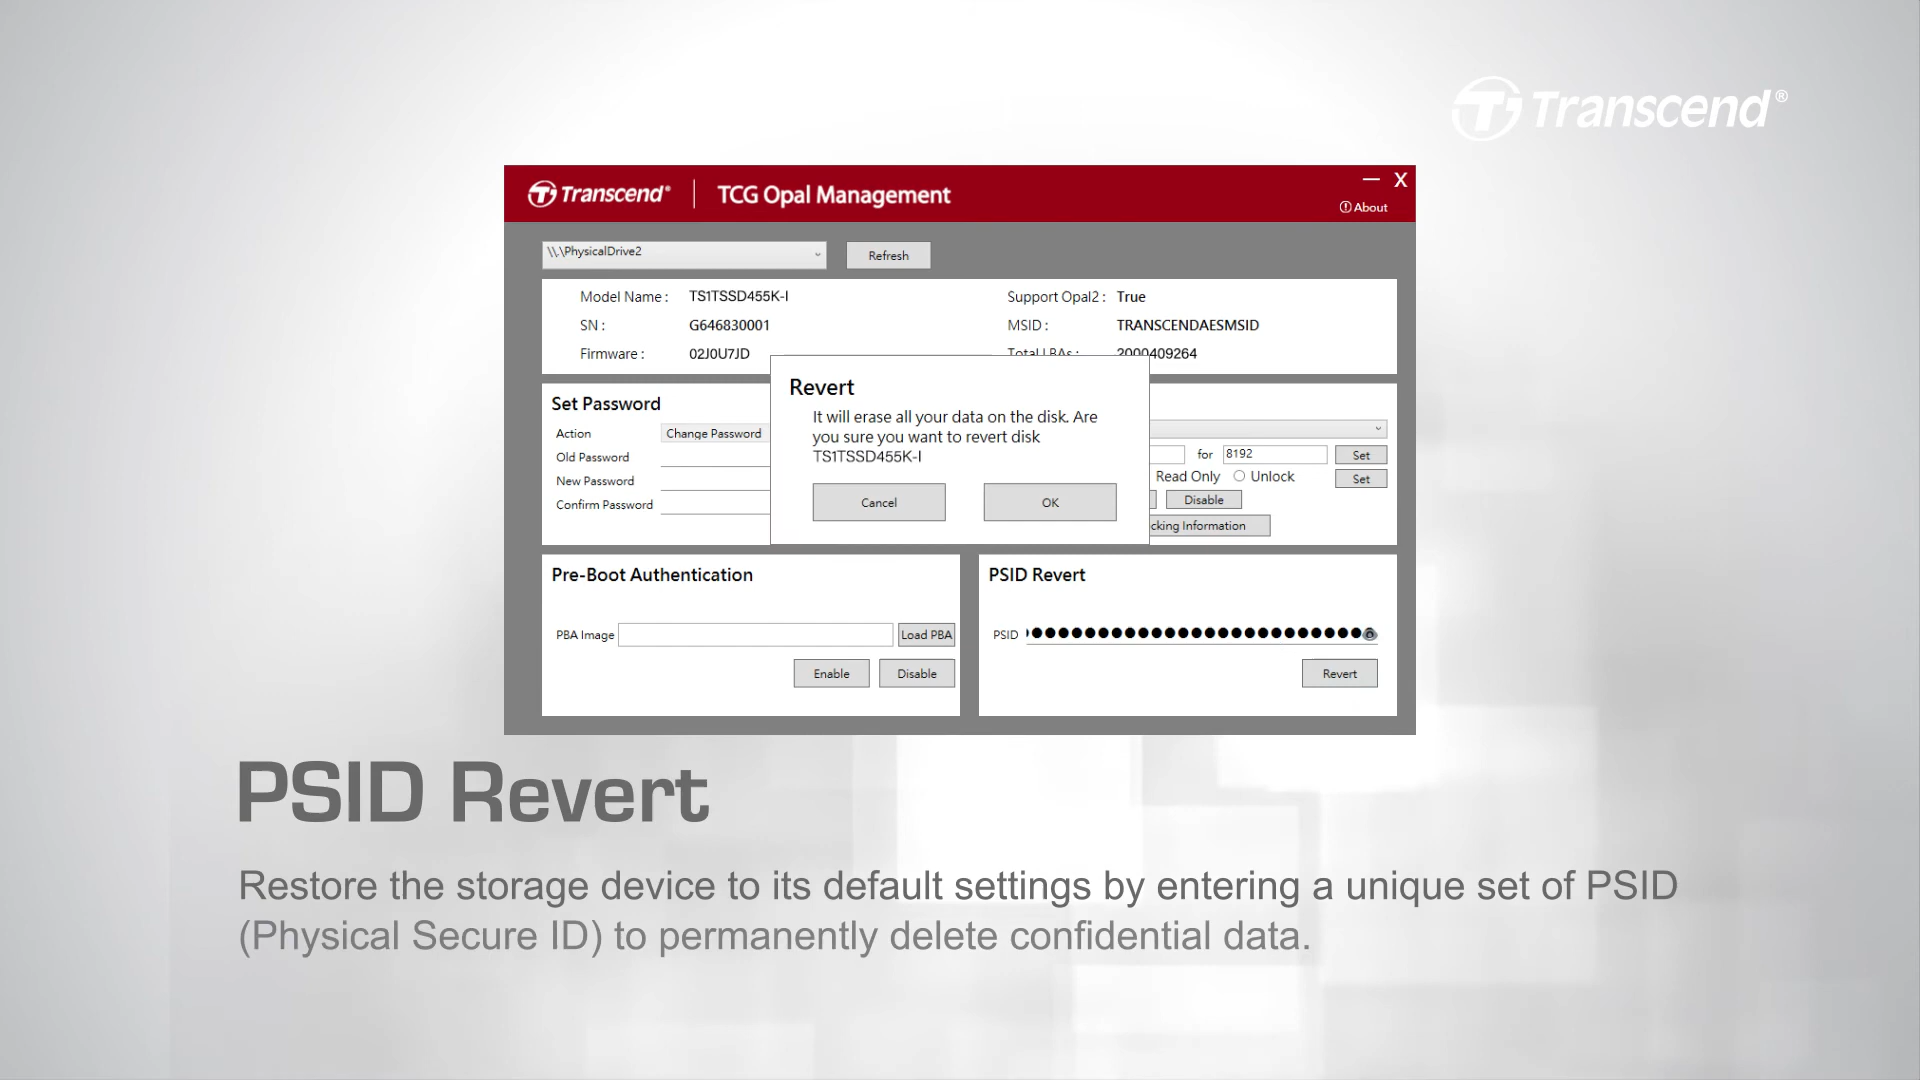 Transcend®
Transcend®
TCG Opal Management
About
\\.\PhysicalDrive2
Refresh
Model Name : TS1TSSD455K-I
Support Opal2 : True
SN : G646830001
MSID : TRANSCENDAESMSID
Firmware : 02J0U7JD
Total LBAs : 2000409264
Revert
It will erase all your data on the disk. Are
you sure you want to revert disk
TS1TSSD455K-I
Cancel
OK
Set Password
Action Change Password
Old Password
New Password
Confirm Password
for 8192 Set
Read Only Unlock Set
Disable
cking Information
Pre-Boot Authentication
PBA Image Load PBA
Enable Disable
PSID Revert
PSID
Revert
PSID Revert
Restore the storage device to its default settings by entering a unique set of PSID
(Physical Secure ID) to permanently delete confidential data.